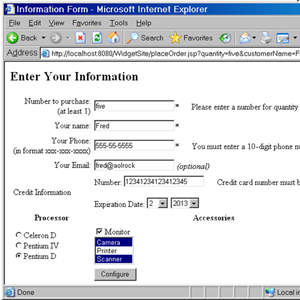 Information Form - Microsoft Internet Explorer
File Edit View Favorites Tools Help
Back Search Favorites
Address http://localhost:8080/WidgetSite/placeOrder.jsp?quantity=five&customerName=F
Enter Your Information
Number to purchase: five * Please enter a number for quantity
(at least 1)
Your name: Fred *
Your Phone: 555-55-5555 * You must enter a 10-digit phone nu
(in format xxx-xxx-xxxx)
Your Email: fred@aolrock (optional)
Number: 12341234123412345 Credit card number must b
Credit Information
Expiration Date: 2 2013
Processor Accessories
Celeron D Monitor
Pentium IV Camera
Pentium D Printer
Scanner
Configure
Done Local in